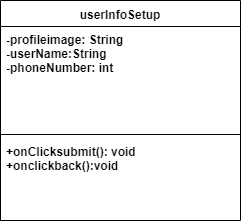 userInfoSetup
-profileimage: String
-userName:String
-phoneNumber: int
+onClicksubmit(): void
+onclickback():void